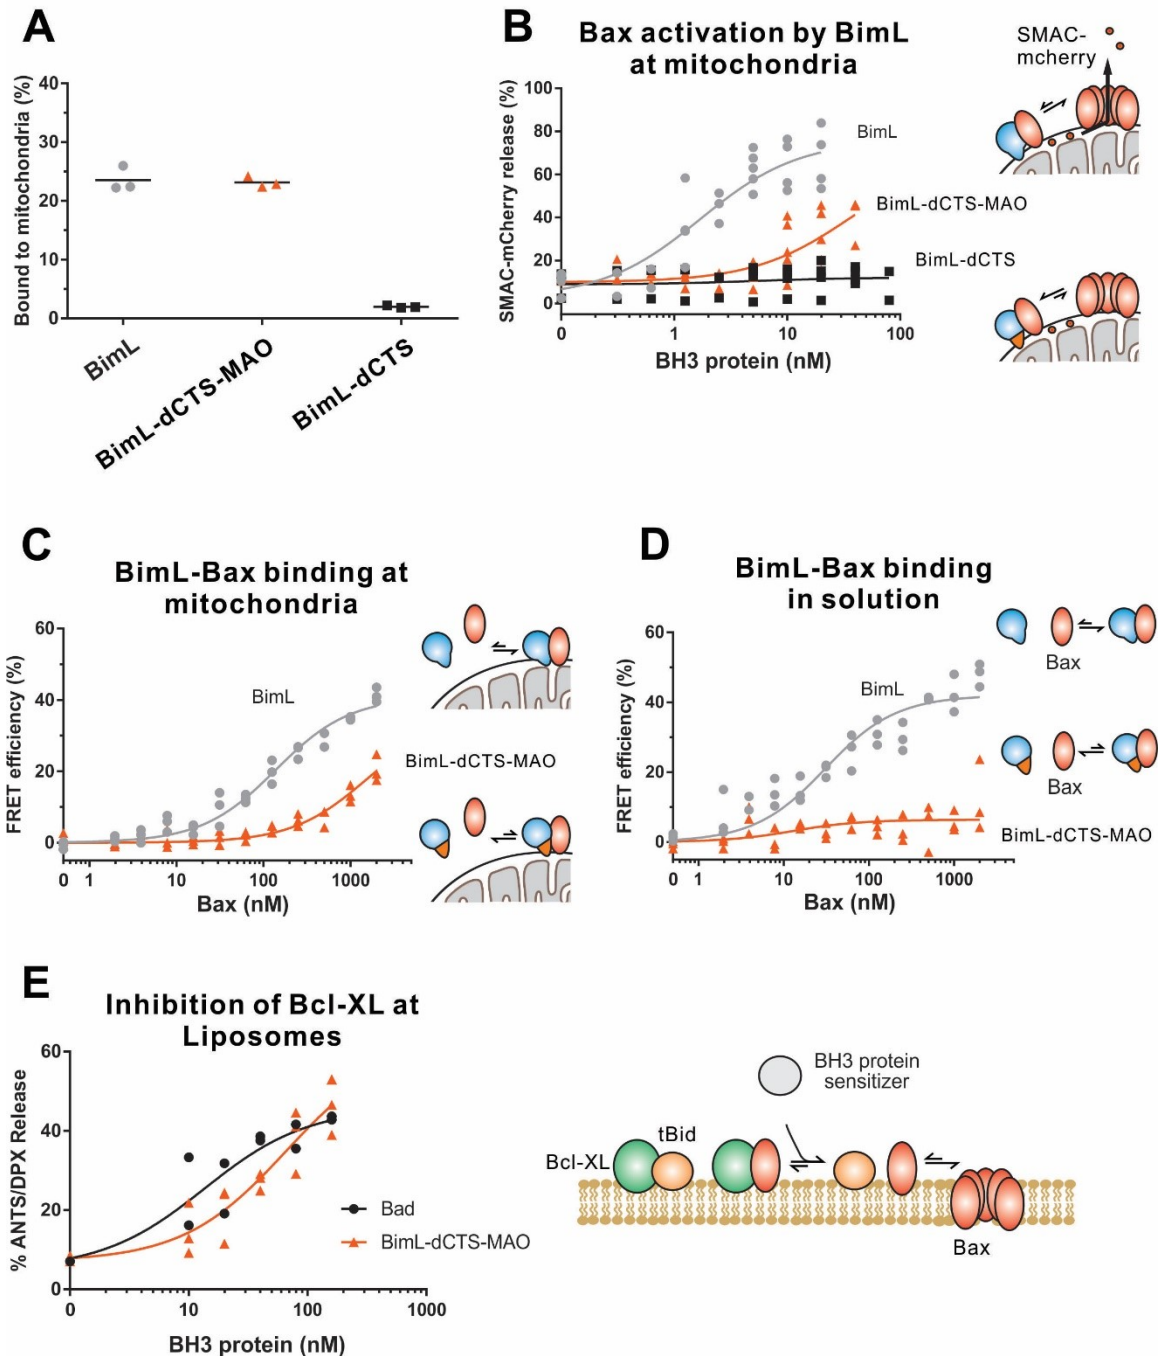 A
Bound to mitochondria (%)
40
30
20
10
0
BimL
BimL-dCTS-MAO
BimL-dCTS
B
Bax activation by BimL
at mitochondria
SMAC-mCherry release (%)
100
80
60
40
20
0
BimL
BimL-dCTS-MAO
BimL-dCTS
0 1 10 100
BH3 protein (nM)
SMAC-
mcherry
C
BimL-Bax binding at
mitochondria
FRET efficiency (%)
60
40
20
0
BimL
BimL-dCTS-MAO
0 1 10 100 1000
Bax (nM)
D
BimL-Bax binding
in solution
FRET efficiency (%)
60
40
20
0
BimL
Bax
Bax
BimL-dCTS-MAO
0 1 10 100 1000
Bax (nM)
E
Inhibition of Bcl-XL at
Liposomes
% ANTS/DPX Release
60
40
20
0
Bad
BimL-dCTS-MAO
0 10 100 1000
BH3 protein (nM)
BH3 protein
sensitizer
tBid
Bcl-XL
Bax